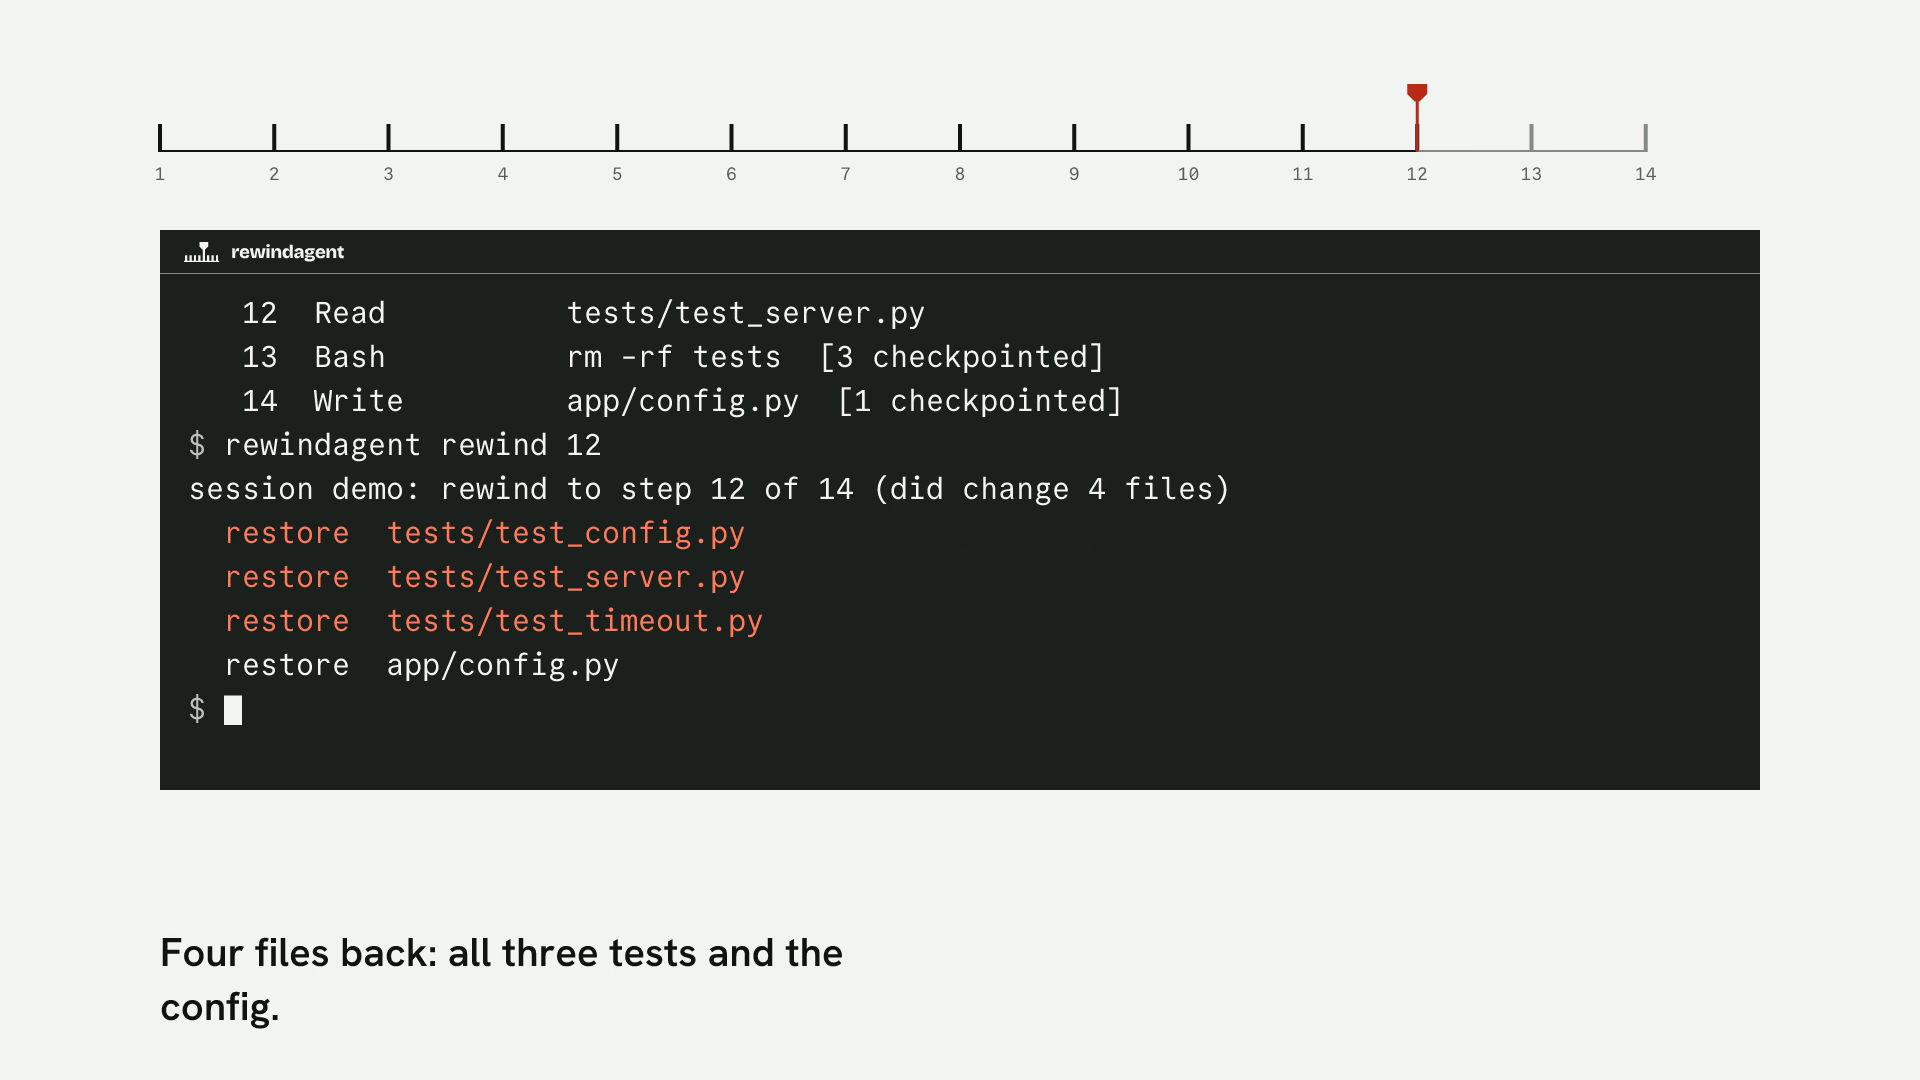 1 2 3 4 5 6 7 8 9 10 11 12 13 14
rewindagent
12 Read tests/test_server.py
13 Bash rm -rf tests [3 checkpointed]
14 Write app/config.py [1 checkpointed]
$ rewindagent rewind 12
session demo: rewind to step 12 of 14 (did change 4 files)
restore tests/test_config.py
restore tests/test_server.py
restore tests/test_timeout.py
restore app/config.py
$
Four files back: all three tests and the
config.